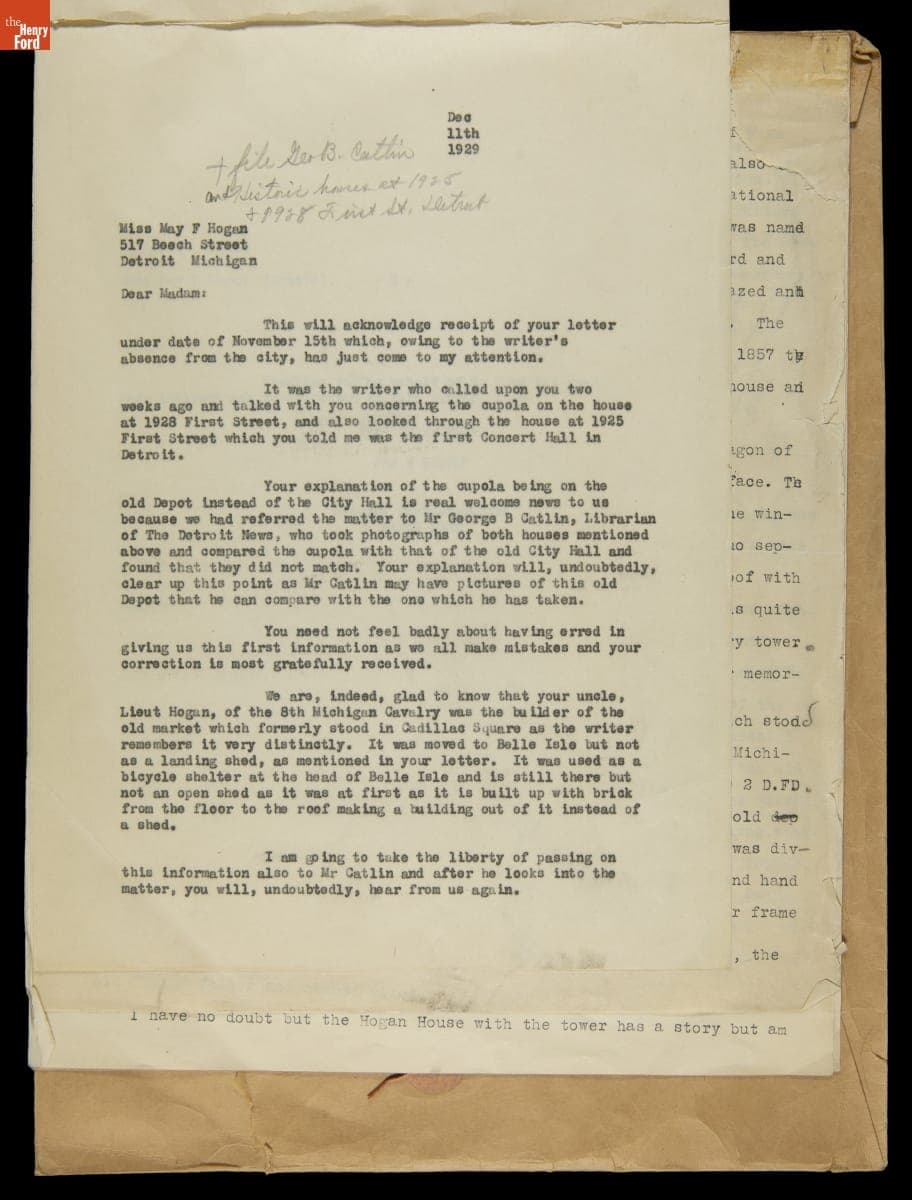 the
Henry
Ford
Dec
11th
1929
+ file Geo B. Catlin
and Historic houses at 1925
+ 1928 First St. Detroit
Miss May F Hogan
517 Beech Street
Detroit Michigan
Dear Madam:
This will acknowledge receipt of your letter
under date of November 15th which, owing to the writer's
absence from the city, has just come to my attention.
It was the writer who called upon you two
weeks ago and talked with you concerning the cupola on the house
at 1928 First Street, and also looked through the house at 1925
First Street which you told me was the first Concert Hall in
Detroit.
Your explanation of the cupola being on the
old Depot instead of the City Hall is real welcome news to us
because we had referred the matter to Mr George B Catlin, Librarian
of The Detroit News, who took photographs of both houses mentioned
above and compared the cupola with that of the old City Hall and
found that they did not match. Your explanation will, undoubtedly,
clear up this point as Mr Catlin may have pictures of this old
Depot that he can compare with the one which he has taken.
You need not feel badly about having erred in
giving us this first information as we all make mistakes and your
correction is most gratefully received.
We are, indeed, glad to know that your uncle,
Lieut Hogan, of the 8th Michigan Cavalry was the builder of the
old market which formerly stood in Cadillac Square as the writer
remembers it very distinctly. It was moved to Belle Isle but not
as a landing shed, as mentioned in your letter. It was used as a
bicycle shelter at the head of Belle Isle and is still there but
not an open shed as it was at first as it is built up with brick
from the floor to the roof making a building out of it instead of
a shed.
I am going to take the liberty of passing on
this information also to Mr Catlin and after he looks into the
matter, you will, undoubtedly, hear from us again.
also
ational
was named
rd and
azed anh
. The
1857 th
house an
agon of
face. Th
ne win-
no sep-
oof with
s quite
y tower.
memor-
ch stood
Michi-
2 D.FD.
old dep
was div-
nd hand
r frame
, the
I have no doubt but the Hogan House with the tower has a story but am